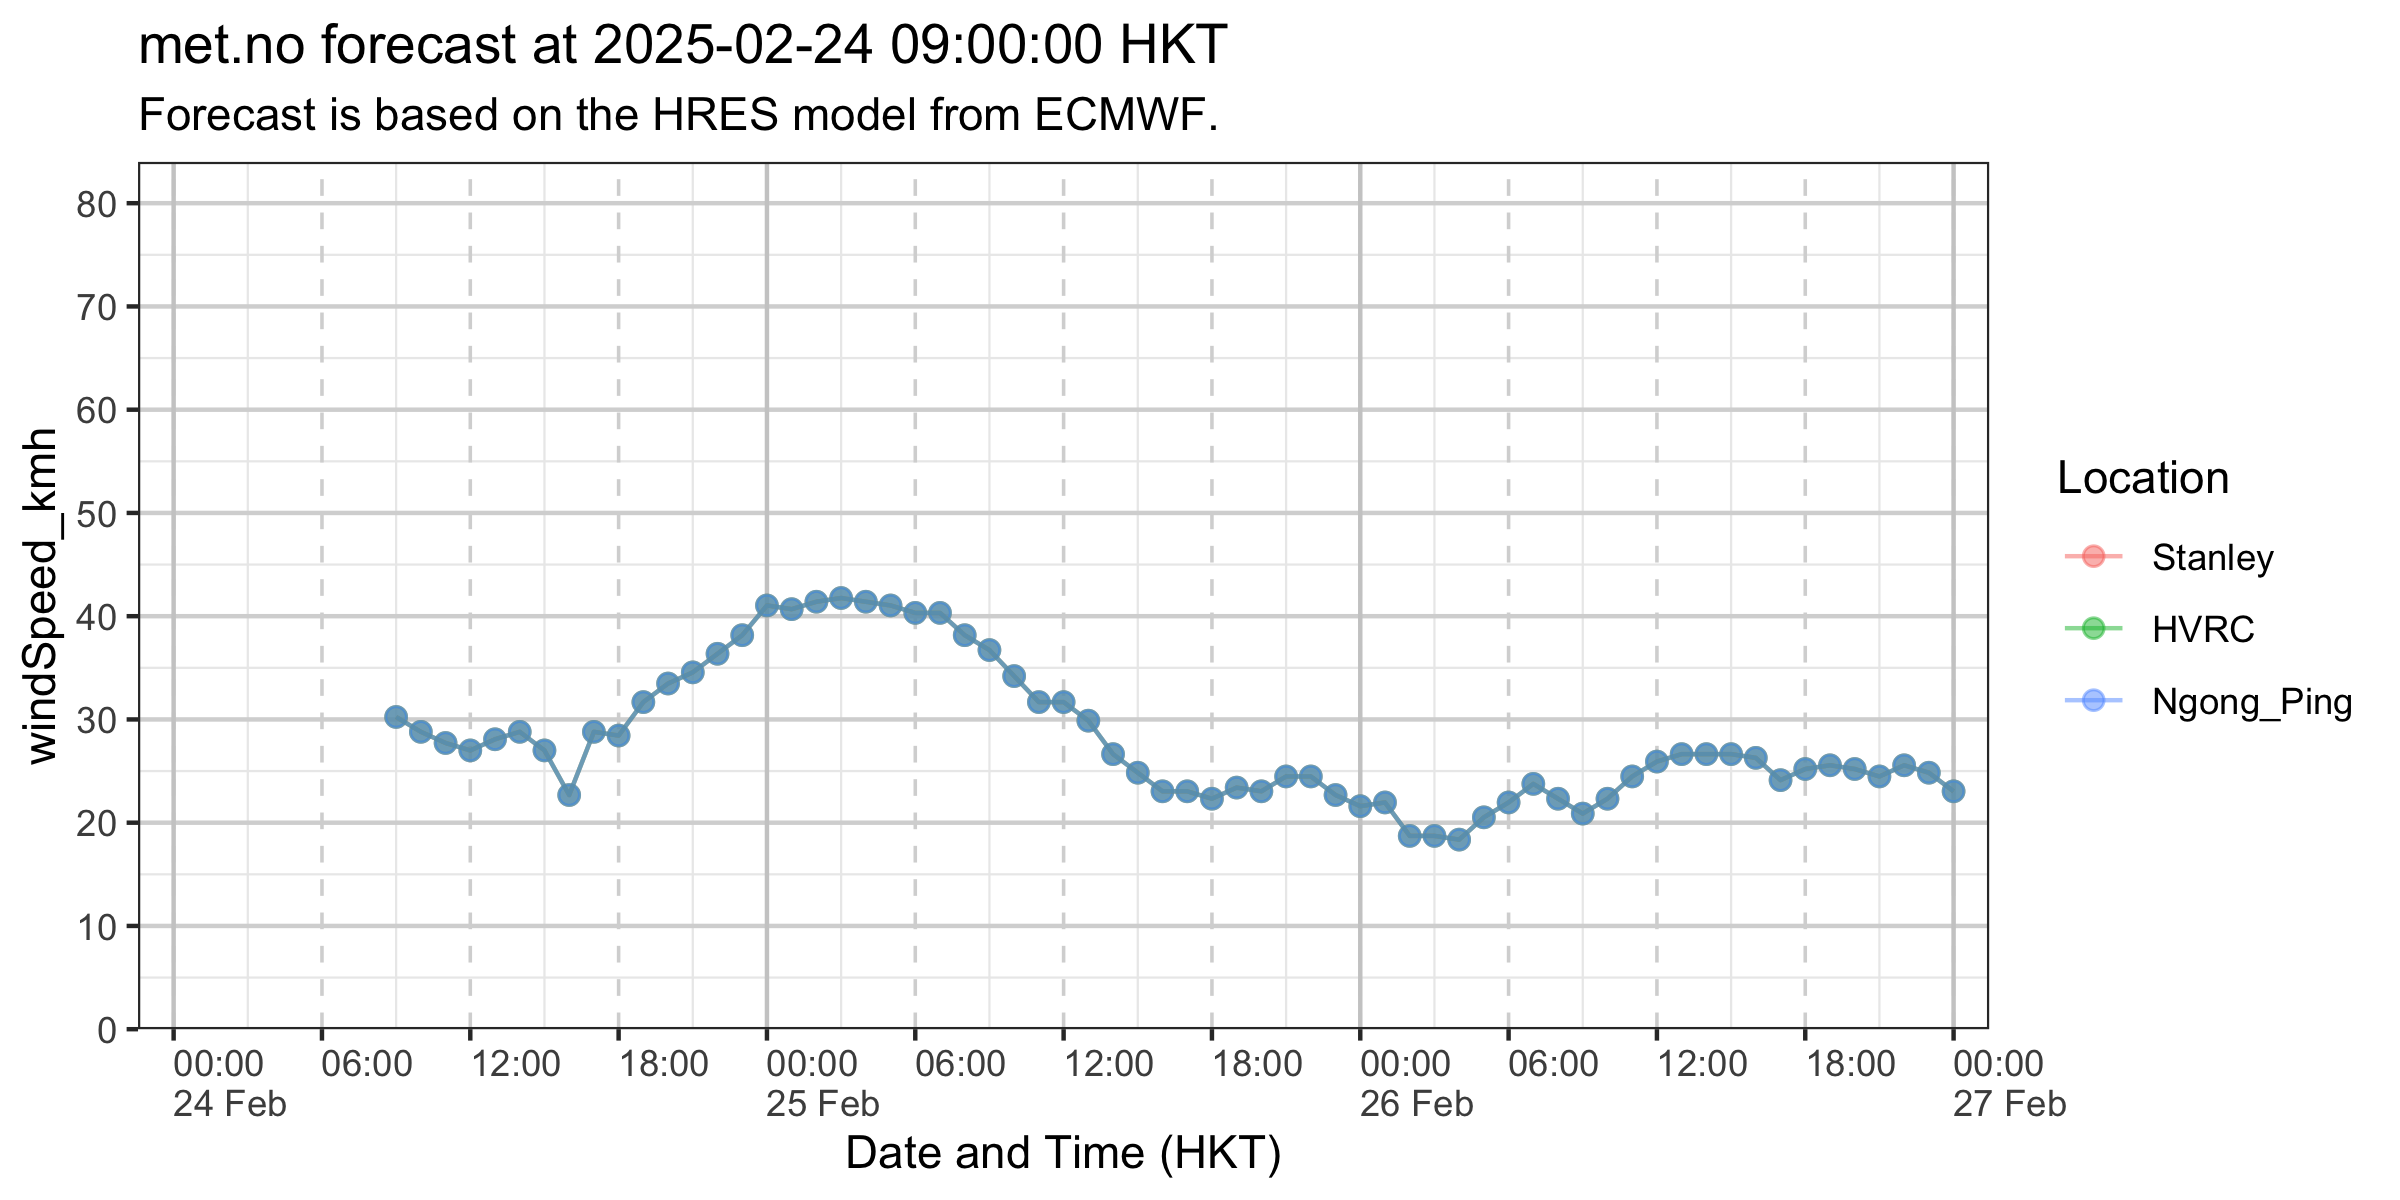 met.no forecast at 2025-02-24 09:00:00 HKT
Forecast is based on the HRES model from ECMWF.
windSpeed_kmh
80
70
60
50
40
30
20
10
0
00:00 06:00 12:00 18:00 00:00 06:00 12:00 18:00 00:00 06:00 12:00 18:00 00:00
24 Feb 25 Feb 26 Feb 27 Feb
Date and Time (HKT)
Location
Stanley
HVRC
Ngong_Ping